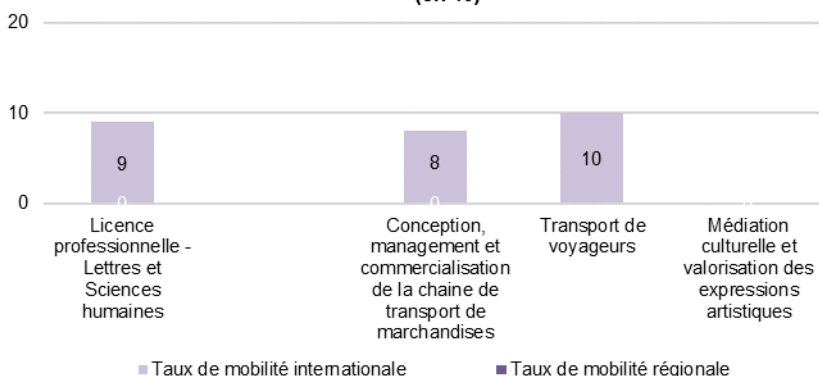 20
10
0
9
0
8
0
10
Licence
professionnelle -
Lettres et
Sciences
humaines
Conception,
management et
commercialisation
de la chaine de
transport de
marchandises
Transport de
voyageurs
Médiation
culturelle et
valorisation des
expressions
artistiques
Taux de mobilité internationale
Taux de mobilité régionale